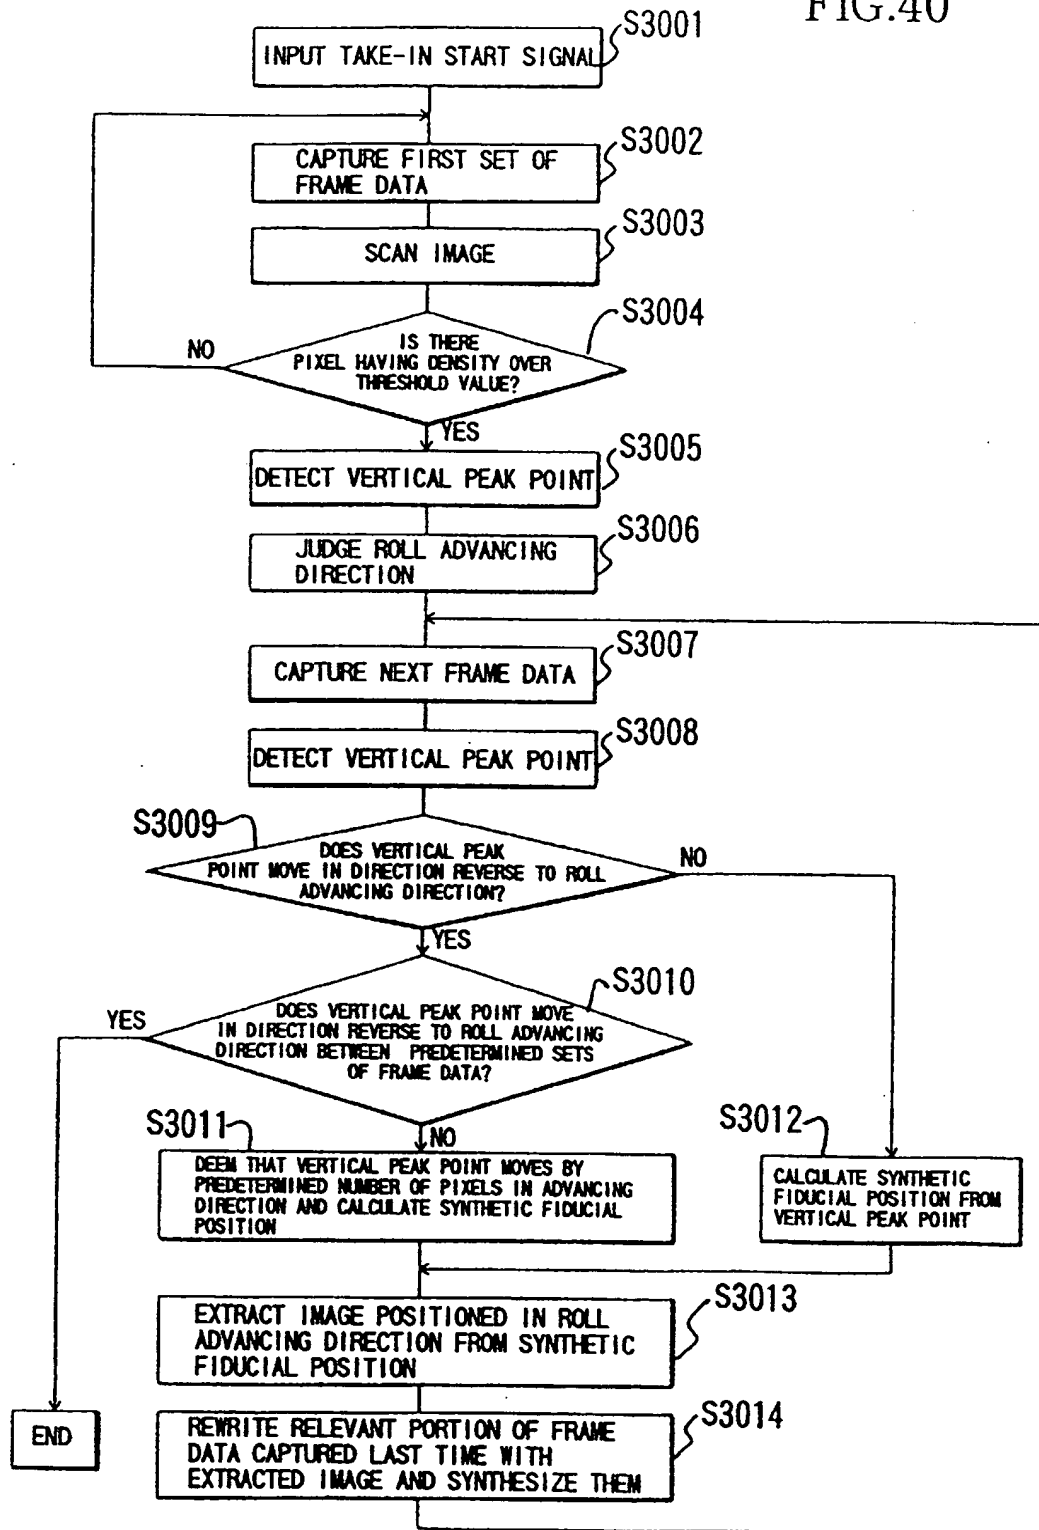 FIG.40
S3001
INPUT TAKE-IN START SIGNAL
S3002
CAPTURE FIRST SET OF
FRAME DATA
S3003
SCAN IMAGE
S3004
IS THERE
PIXEL HAVING DENSITY OVER
THRESHOLD VALUE?
NO
YES
S3005
DETECT VERTICAL PEAK POINT
S3006
JUDGE ROLL ADVANCING
DIRECTION
S3007
CAPTURE NEXT FRAME DATA
S3008
DETECT VERTICAL PEAK POINT
S3009
DOES VERTICAL PEAK
POINT MOVE IN DIRECTION REVERSE TO ROLL
ADVANCING DIRECTION?
NO
YES
S3010
DOES VERTICAL PEAK POINT MOVE
IN DIRECTION REVERSE TO ROLL ADVANCING
DIRECTION BETWEEN PREDETERMINED SETS
OF FRAME DATA?
YES
NO
S3011
DEEM THAT VERTICAL PEAK POINT MOVES BY
PREDETERMINED NUMBER OF PIXELS IN ADVANCING
DIRECTION AND CALCULATE SYNTHETIC FIDUCIAL
POSITION
S3012
CALCULATE SYNTHETIC
FIDUCIAL POSITION FROM
VERTICAL PEAK POINT
S3013
EXTRACT IMAGE POSITIONED IN ROLL
ADVANCING DIRECTION FROM SYNTHETIC
FIDUCIAL POSITION
S3014
REWRITE RELEVANT PORTION OF FRAME
DATA CAPTURED LAST TIME WITH
EXTRACTED IMAGE AND SYNTHESIZE THEM
END